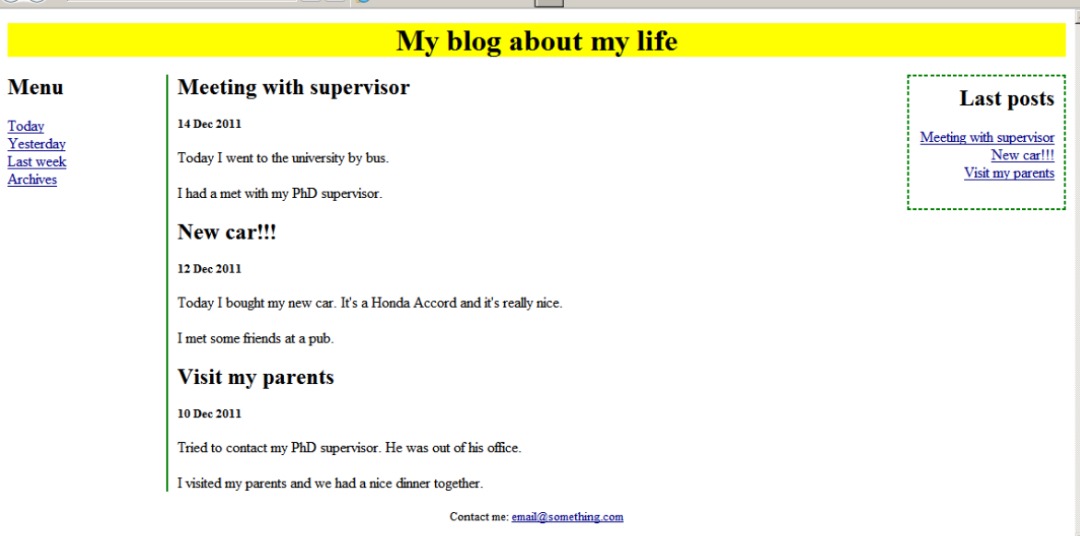 My blog about my life
Menu
Today
Yesterday
Last week
Archives
Meeting with supervisor
14 Dec 2011
Today I went to the university by bus.
I had a met with my PhD supervisor.
New car!!!
12 Dec 2011
Today I bought my new car. It's a Honda Accord and it's really nice.
I met some friends at a pub.
Visit my parents
10 Dec 2011
Tried to contact my PhD supervisor. He was out of his office.
I visited my parents and we had a nice dinner together.
Last posts
Meeting with supervisor
New car!!!
Visit my parents
Contact me: email@something.com